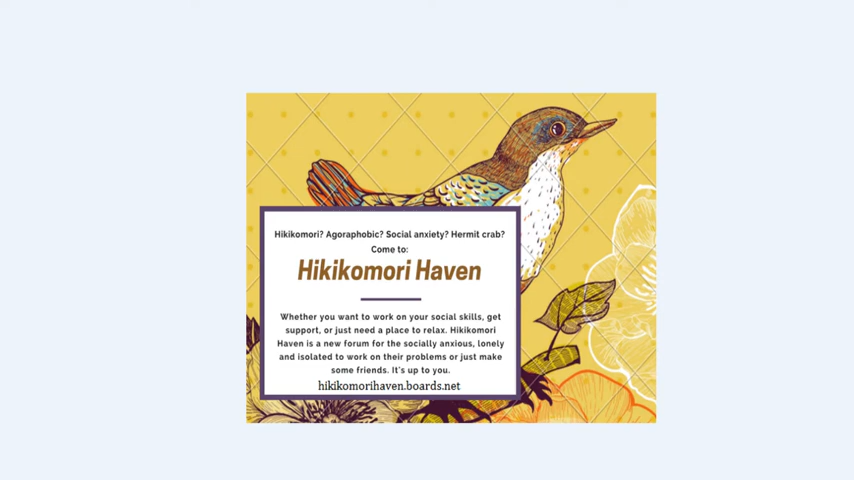 Hikikomori? Agoraphobic? Social anxiety? Hermit crab?
Come to:
Hikikomori Haven
Whether you want to work on your social skills, get
support, or just need a place to relax. Hikikomori
Haven is a new forum for the socially anxious, lonely
and isolated to work on their problems or just make
some friends. It's up to you.
hikikomorihaven.boards.net